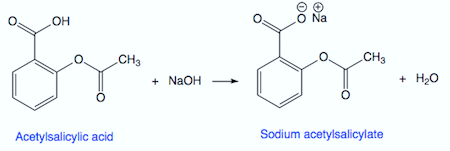 O OH
O CH3
O
+ NaOH
O O⊖ Na⊕
O CH3
O
+ H2O
Acetylsalicylic acid
Sodium acetylsalicylate